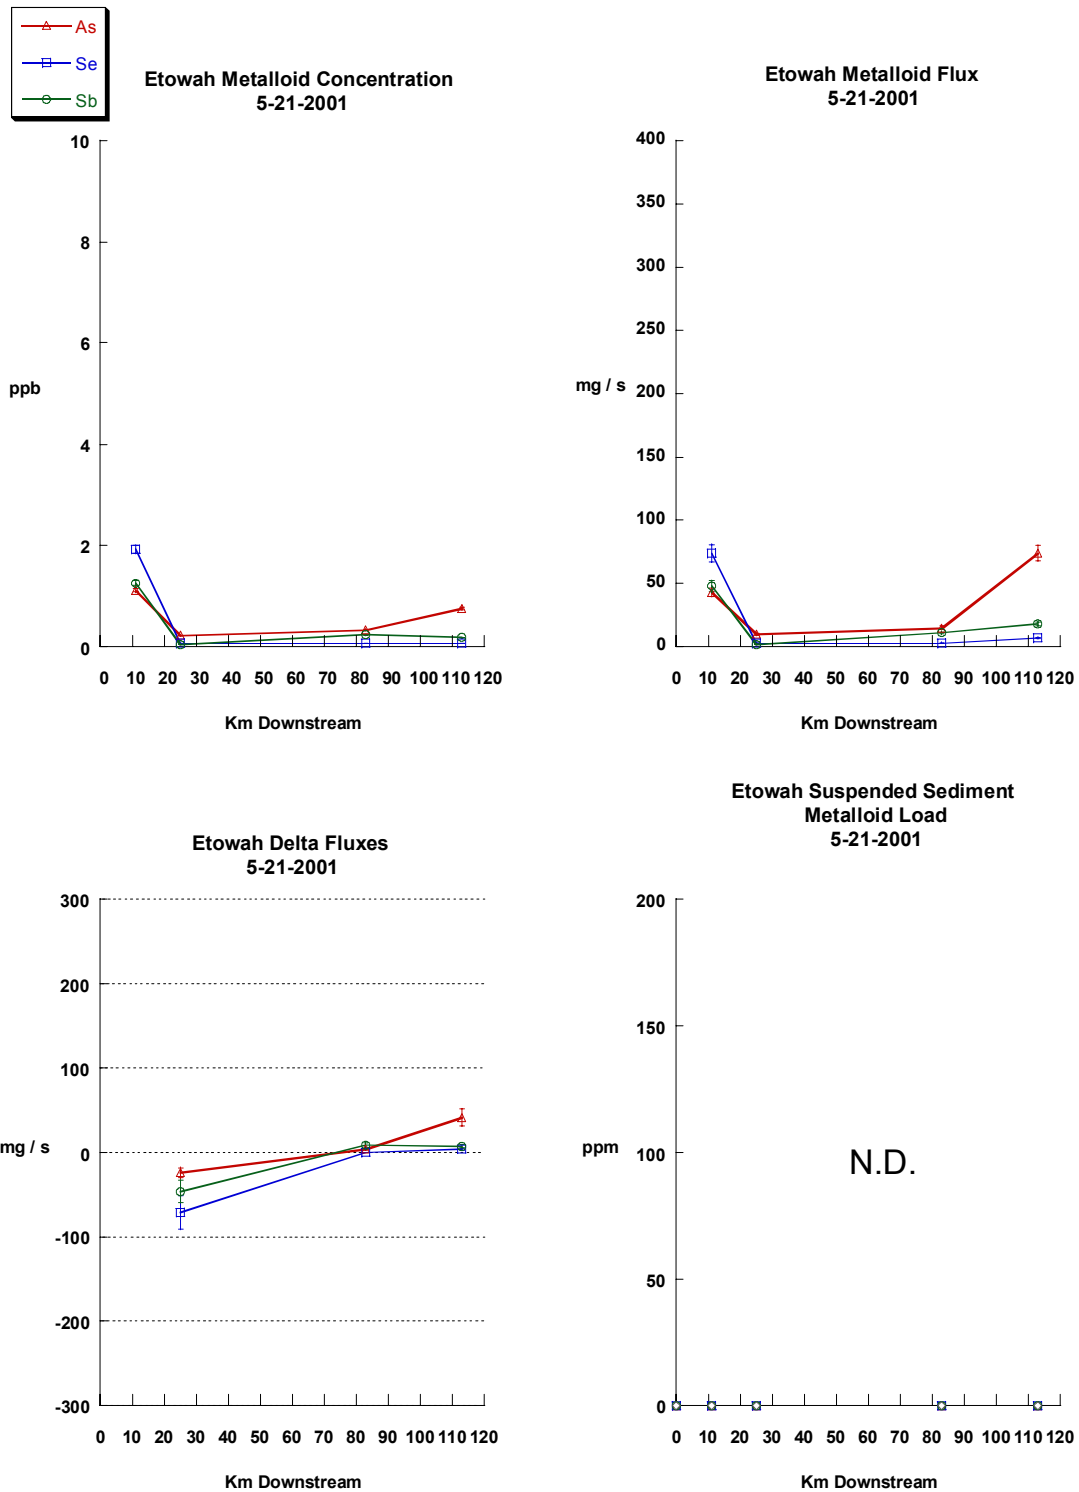 As
Se
Sb
Etowah Metalloid Concentration
5-21-2001
10
8
6
ppb
4
2
0
0 10 20 30 40 50 60 70 80 90 100 110 120
Km Downstream
Etowah Metalloid Flux
5-21-2001
400
350
300
250
mg / s
200
150
100
50
0
0 10 20 30 40 50 60 70 80 90 100 110 120
Km Downstream
Etowah Delta Fluxes
5-21-2001
300
200
100
mg / s
0
-100
-200
-300
0 10 20 30 40 50 60 70 80 90 100 110 120
Km Downstream
Etowah Suspended Sediment
Metalloid Load
5-21-2001
200
150
ppm
100
N.D.
50
0
0 10 20 30 40 50 60 70 80 90 100 110 120
Km Downstream